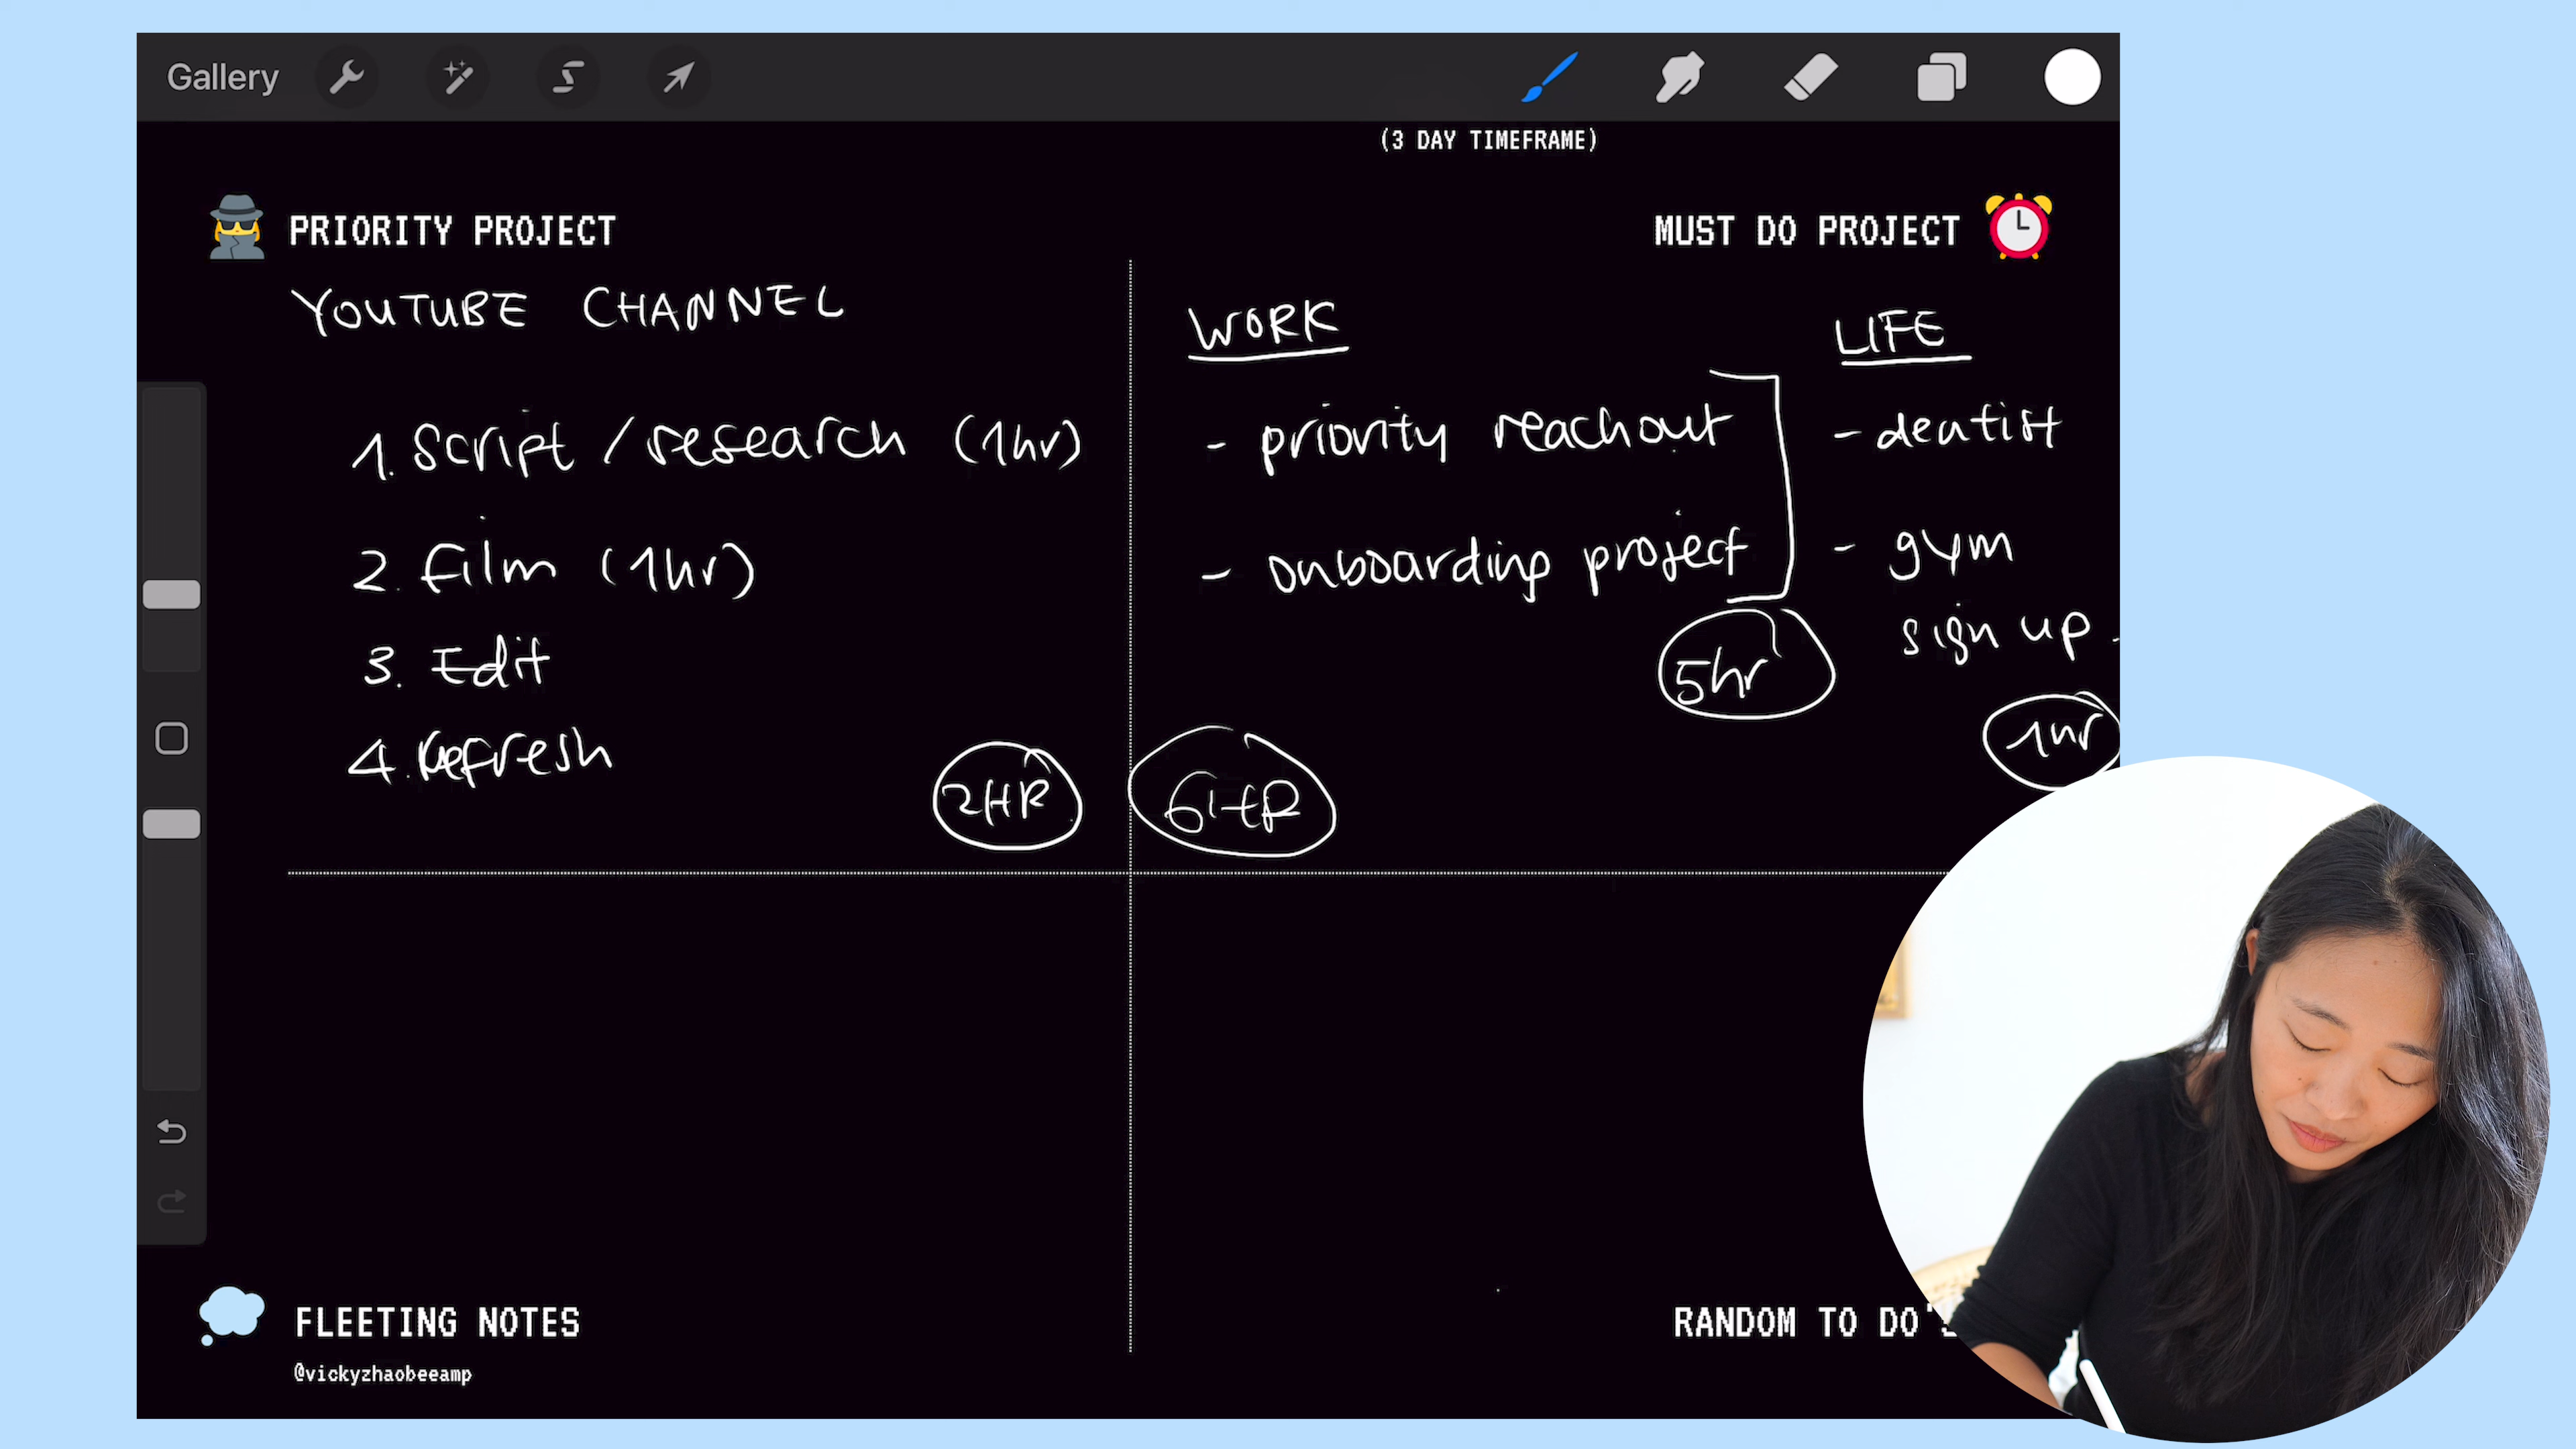 Gallery
(3 DAY TIMEFRAME)
PRIORITY PROJECT
YOUTUBE CHANNEL
1. Script / research (1hr)
2. film (1hr)
3. Edit
4. Refresh
2HR
MUST DO PROJECT
WORK
- priority reachout
- onboarding project
5hr
6HR
LIFE
- dentist
- gym
sign up
1hr
FLEETING NOTES
@vickyzhaobeeamp
RANDOM TO DO'S